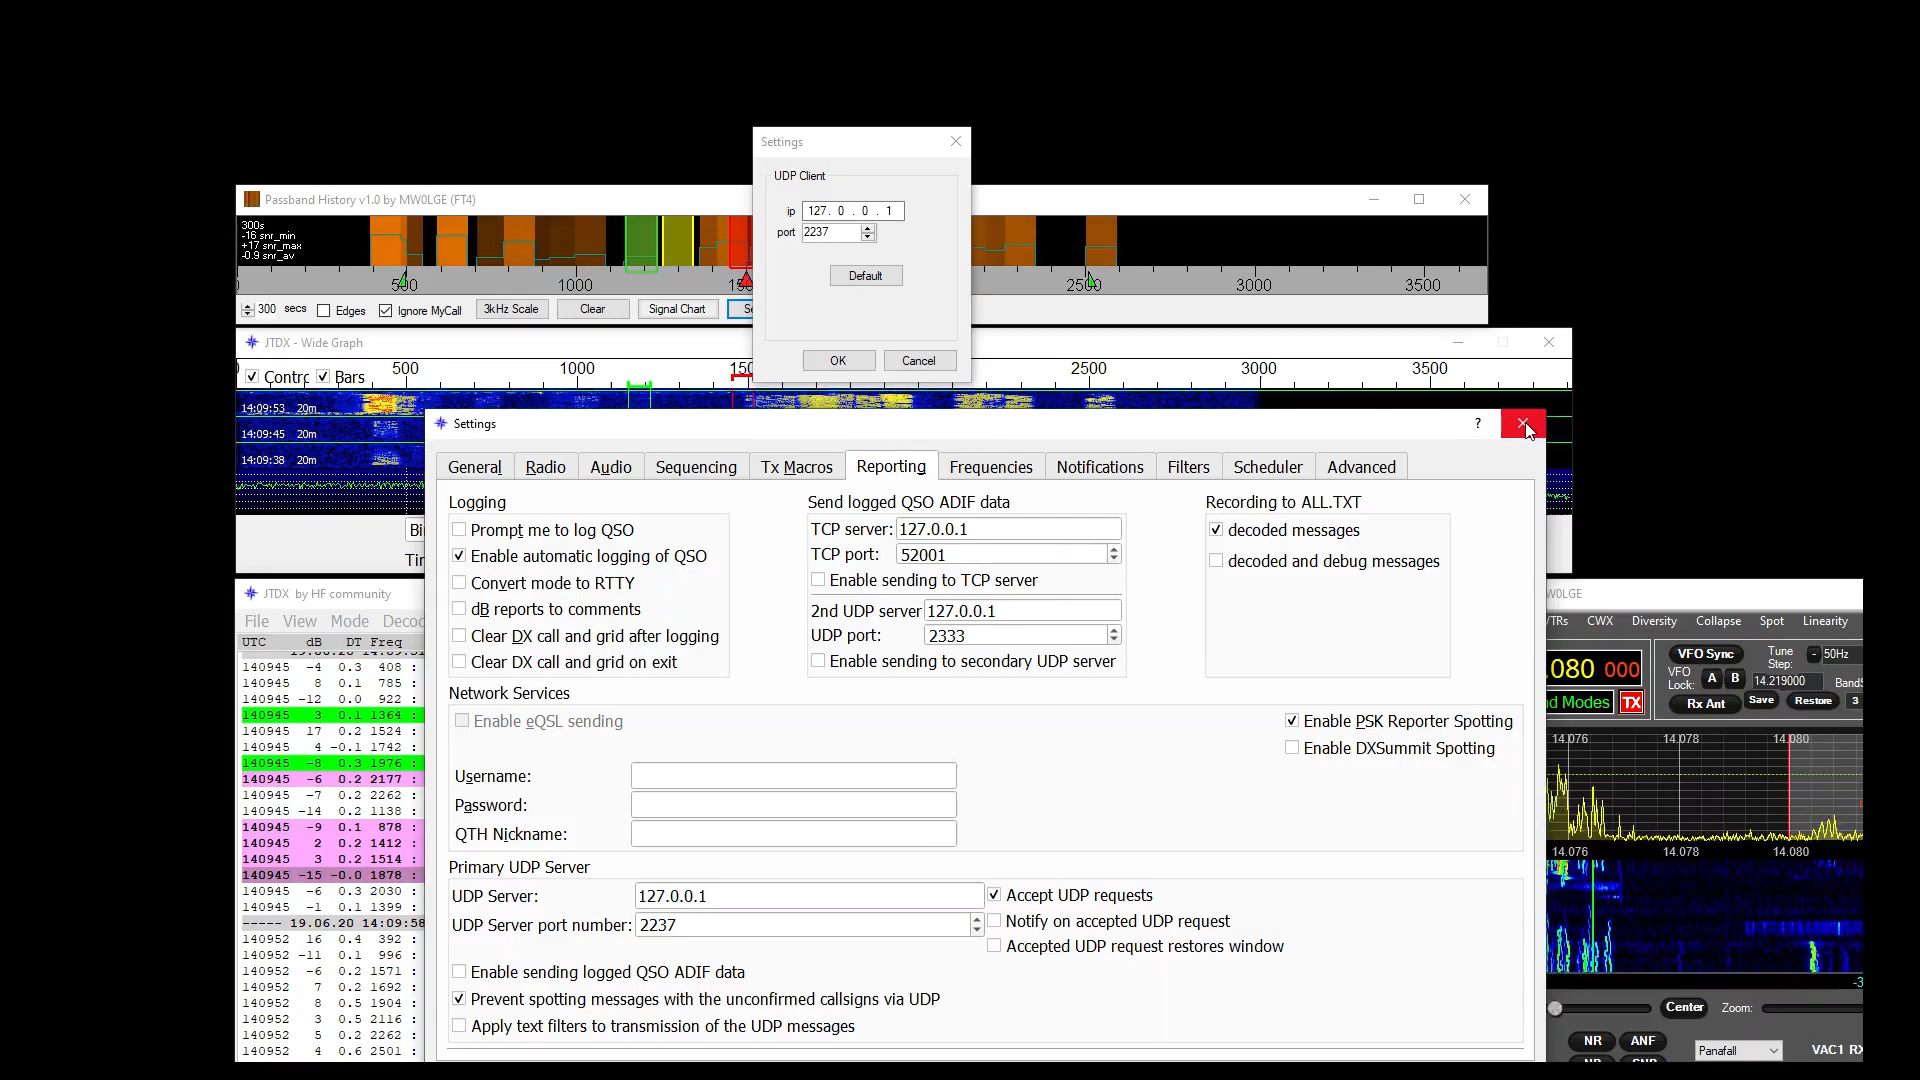 Settings
UDP Client
ip 127. 0 . 0 . 1
port 2237
Default
OK Cancel
Passband History v1.0 by MW0LGE (FT4)
300s
-16 snr_min
+17 snr_max
-0.9 snr_av
500 1000 2500 3000 3500
300 secs Edges Ignore MyCall 3kHz Scale Clear Signal Chart
JTDX - Wide Graph
500 1000 2500 3000 3500
Bars
14:09:53 20m
14:09:45 20m
14:09:38 20m
Settings ?
General Radio Audio Sequencing Tx Macros Reporting Frequencies Notifications Filters Scheduler Advanced
Logging
Prompt me to log QSO
Enable automatic logging of QSO
Convert mode to RTTY
dB reports to comments
Clear DX call and grid after logging
Clear DX call and grid on exit
Send logged QSO ADIF data
TCP server: 127.0.0.1
TCP port: 52001
Enable sending to TCP server
2nd UDP server 127.0.0.1
UDP port: 2333
Enable sending to secondary UDP server
Recording to ALL.TXT
decoded messages
decoded and debug messages
Network Services
Enable eQSL sending
Enable PSK Reporter Spotting
Enable DXSummit Spotting
Username:
Password:
QTH Nickname:
Primary UDP Server
UDP Server: 127.0.0.1
UDP Server port number: 2237
Accept UDP requests
Notify on accepted UDP request
Accepted UDP request restores window
Enable sending logged QSO ADIF data
Prevent spotting messages with the unconfirmed callsigns via UDP
Apply text filters to transmission of the UDP messages
JTDX by HF community
File View Mode Decod
UTC dB DT Freq
140945 -4 0.3 408 :
140945 8 0.1 785 :
140945 -12 0.0 922 :
140945 3 0.1 1364 :
140945 17 0.2 1524 :
140945 4 -0.1 1742 :
140945 -8 0.3 1976 :
140945 -6 0.2 2177 :
140945 -7 0.2 2262 :
140945 -14 0.2 1138 :
140945 -9 0.1 878 :
140945 2 0.2 1412 :
140945 3 0.2 1514 :
140945 -15 -0.0 1878 :
140945 -6 0.3 2030 :
140945 -1 0.1 1399 :
----- 19.06.20 14:09:58
140952 16 0.4 392 :
140952 -11 0.1 996 :
140952 -6 0.2 1571 :
140952 7 0.2 1692 :
140952 8 0.5 1904 :
140952 3 0.5 2116 :
140952 5 0.2 2262 :
140952 4 0.6 2501 :
W0LGE
CWX Diversity Collapse Spot Linearity
.080 000
d Modes TX
VFO Sync
VFO Lock: A B
Rx Ant
Tune Step: - 50Hz
14.219000
Save Restore 3
14.076 14.078 14.080
14.076 14.078 14.080
Center Zoom:
NR ANF
Panafall VAC1